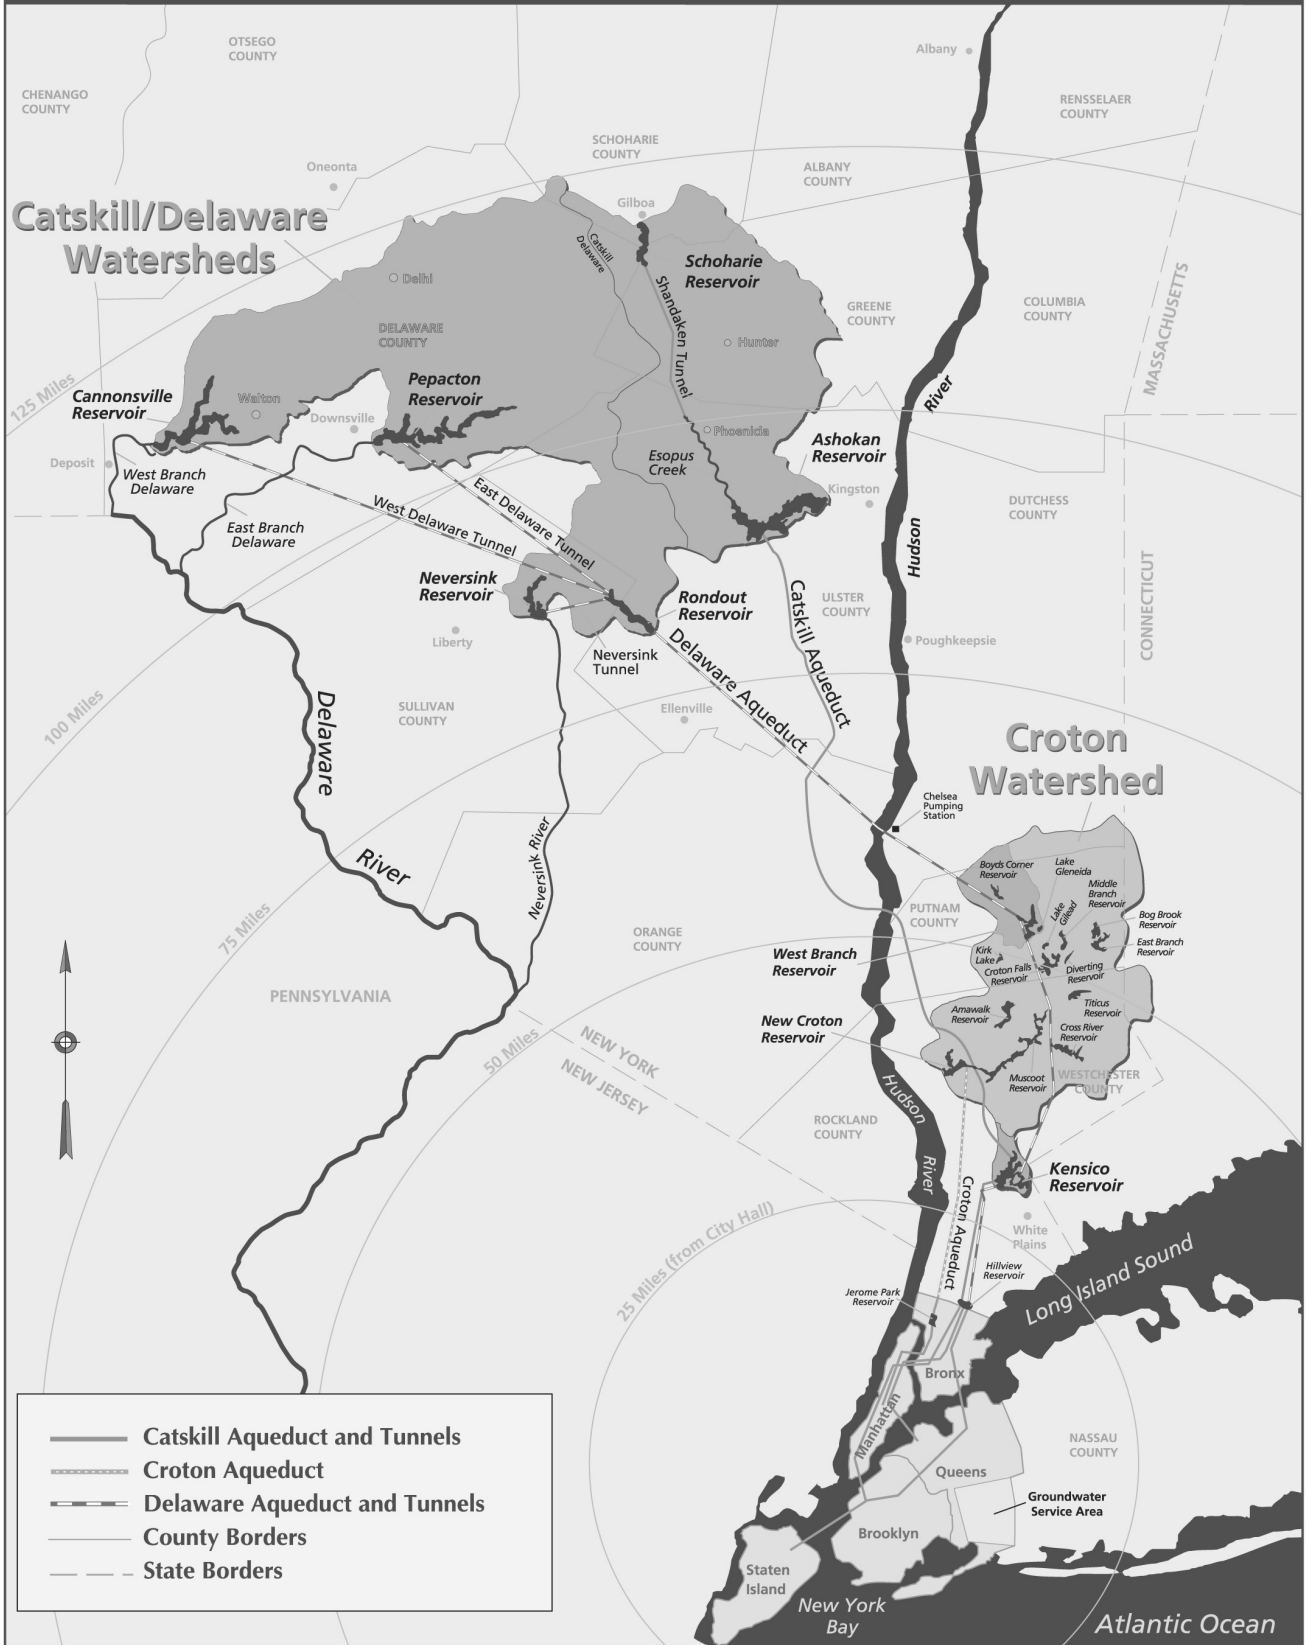 OTSEGO
COUNTY
Albany
CHENANGO
COUNTY
RENSSELAER
COUNTY
SCHOHARIE
COUNTY
Oneonta
ALBANY
COUNTY
Catskill/Delaware
Watersheds
Gilboa
Catskill
Delaware
Schoharie
Reservoir
Delhi
Shandaken Tunnel
GREENE
COUNTY
COLUMBIA
COUNTY
MASSACHUSETTS
DELAWARE
COUNTY
Hunter
125 Miles
Cannonsville
Reservoir
Walton
Pepacton
Reservoir
Downsville
River
Phoenicia
Ashokan
Reservoir
Deposit
West Branch
Delaware
Esopus
Creek
Kingston
East Delaware Tunnel
West Delaware Tunnel
East Branch
Delaware
DUTCHESS
COUNTY
Hudson
Neversink
Reservoir
Rondout
Reservoir
Catskill Aqueduct
ULSTER
COUNTY
CONNECTICUT
Liberty
Neversink
Tunnel
Delaware Aqueduct
Poughkeepsie
100 Miles
Delaware
SULLIVAN
COUNTY
Ellenville
Croton
Watershed
Chelsea
Pumping
Station
River
Neversink River
Boyds Corner
Reservoir
Lake
Gleneida
Middle
Branch
Reservoir
Lake
Gilead
Bog Brook
Reservoir
East Branch
Reservoir
75 Miles
ORANGE
COUNTY
PUTNAM
COUNTY
West Branch
Reservoir
Kirk
Lake
Croton Falls
Reservoir
Diverting
Reservoir
PENNSYLVANIA
Titicus
Reservoir
Amawalk
Reservoir
New Croton
Reservoir
Cross River
Reservoir
50 Miles
NEW YORK
NEW JERSEY
Muscoot
Reservoir
WESTCHESTER
COUNTY
Hudson
River
ROCKLAND
COUNTY
Kensico
Reservoir
Croton Aqueduct
White
Plains
25 Miles (from City Hall)
Hillview
Reservoir
Jerome Park
Reservoir
Long Island Sound
Bronx
Manhattan
NASSAU
COUNTY
Queens
Groundwater
Service Area
Brooklyn
Staten
Island
New York
Bay
Atlantic Ocean
Catskill Aqueduct and Tunnels
Croton Aqueduct
Delaware Aqueduct and Tunnels
County Borders
State Borders